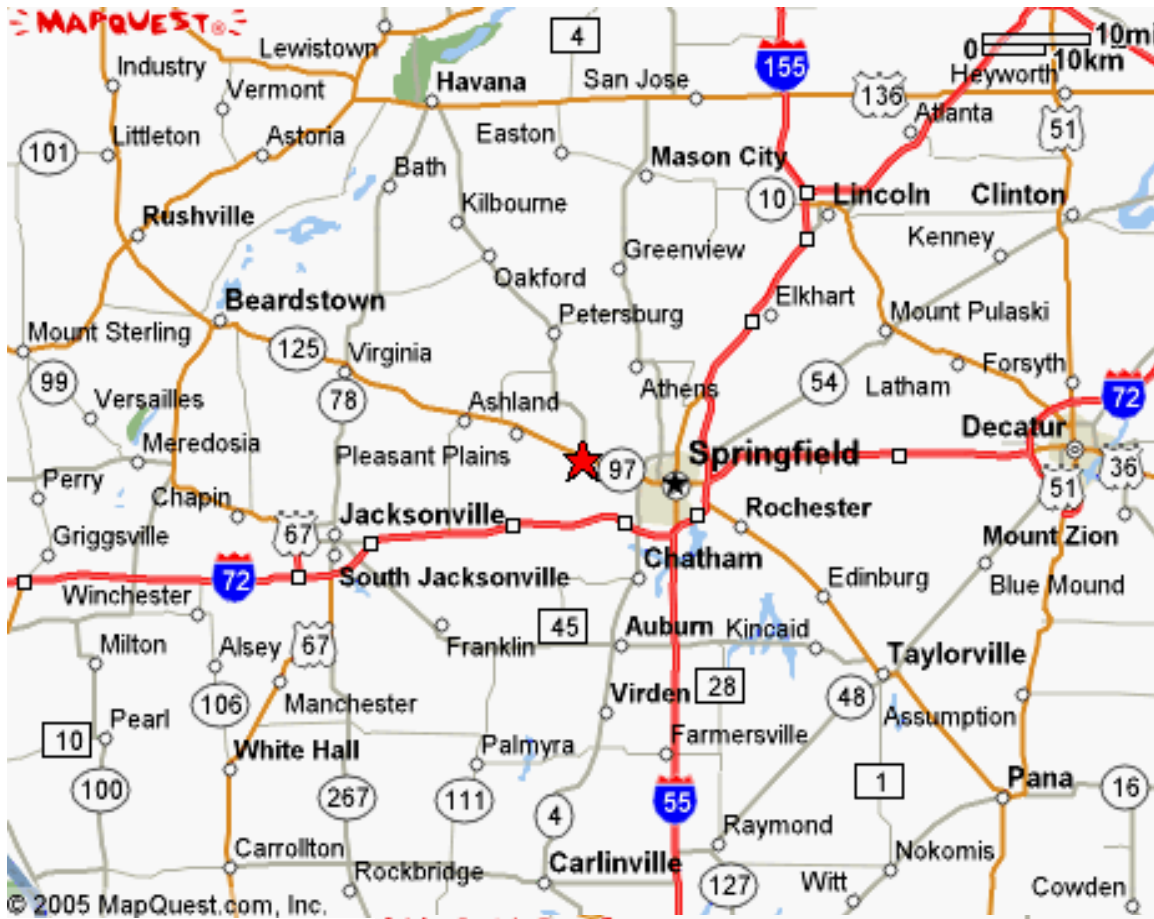 MAPQUEST®
Lewistown
4
155
0 10mi
10km
Industry
Vermont
Havana
San Jose
136
Heyworth
Atlanta
51
101
Littleton
Astoria
Bath
Easton
Mason City
10
Lincoln
Clinton
Rushville
Kilbourne
Greenview
Kenney
Oakford
Beardstown
Petersburg
Elkhart
Mount Pulaski
Mount Sterling
125
Virginia
Athens
54
Latham
Forsyth
99
Versailles
78
Ashland
72
Meredosia
Pleasant Plains
97
Springfield
Decatur
36
51
Perry
Chapin
67
Jacksonville
Rochester
Griggsville
Chatham
Mount Zion
72
South Jacksonville
Edinburg
Blue Mound
Winchester
45
Milton
Alsey
67
Franklin
Auburn
Kincaid
Taylorville
106
Manchester
Virden
28
48
Assumption
10
Pearl
White Hall
Palmyra
Farmersville
Pana
100
267
111
4
55
1
16
Raymond
Carrollton
Rockbridge
Carlinville
127
Witt
Nokomis
Cowden
© 2005 MapQuest.com, Inc.